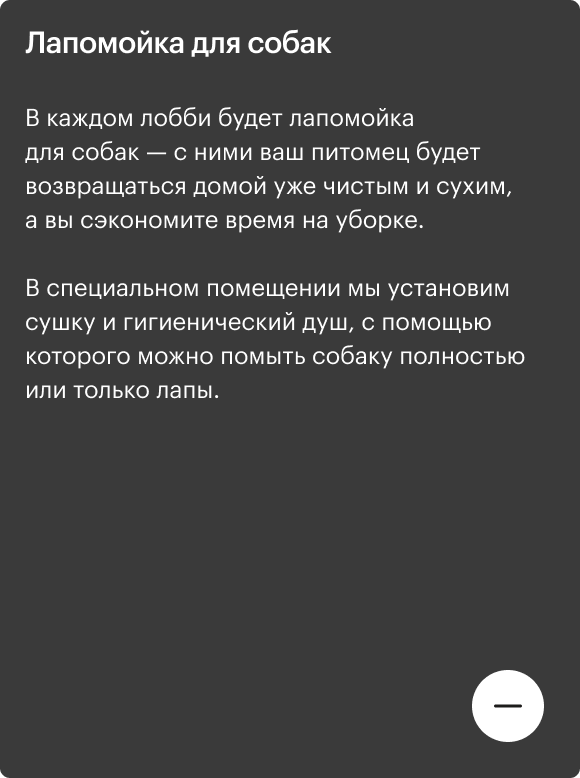 Лапомойка для собак
В каждом лобби будет лапомойка
для собак — с ними ваш питомец будет
возвращаться домой уже чистым и сухим,
а вы сэкономите время на уборке.
В специальном помещении мы установим
сушку и гигиенический душ, с помощью
которого можно помыть собаку полностью
или только лапы.